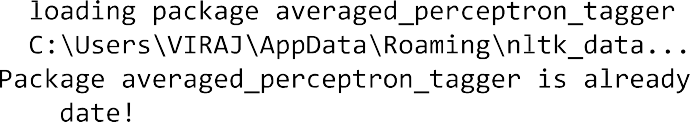 loading package averaged_perceptron_tagger
C:\Users\VIRAJ\AppData\Roaming\nltk_data...
Package averaged_perceptron_tagger is already
date!